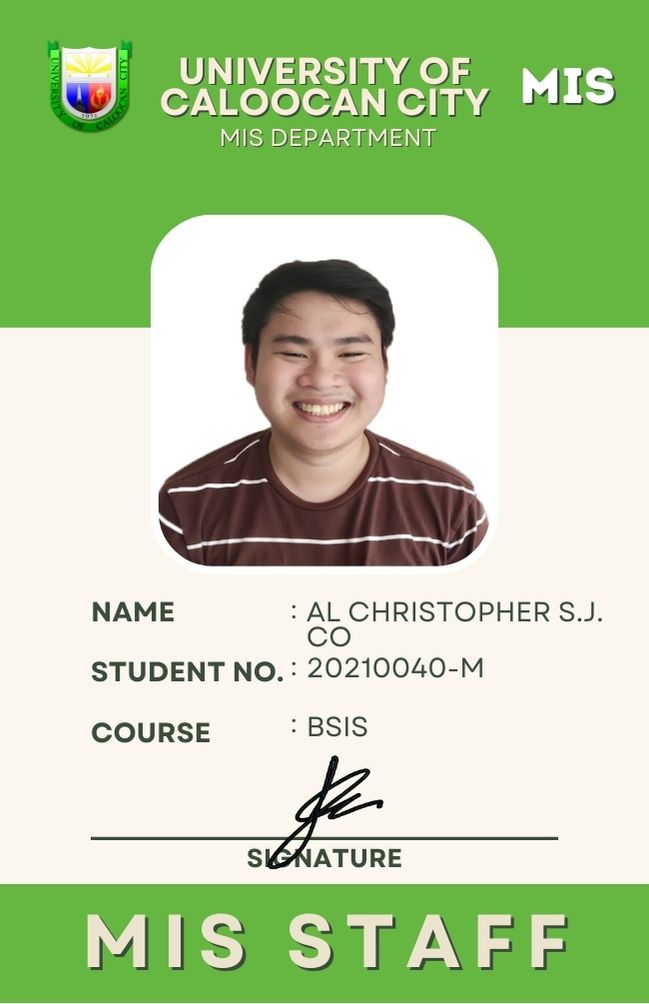 UNIVERSITY OF CALOOCAN CITY
1971
UNIVERSITY OF
CALOOCAN CITY
MIS
MIS DEPARTMENT
NAME : AL CHRISTOPHER S.J.
CO
STUDENT NO. : 20210040-M
COURSE : BSIS
SIGNATURE
MIS STAFF